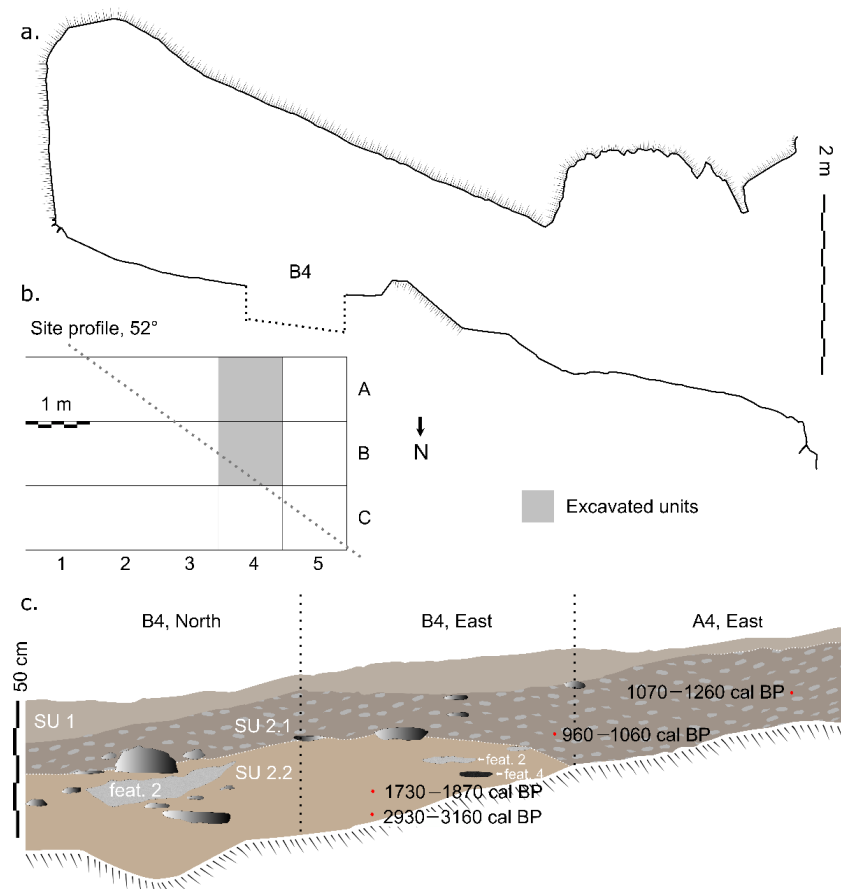 a.
2 m
B4
b.
Site profile, 52°
1 m
A
B
C
N
Excavated units
1 2 3 4 5
c.
B4, North B4, East A4, East
50 cm
SU 1
SU 2.1
SU 2.2
1070–1260 cal BP
960–1060 cal BP
feat. 2
feat. 2
feat. 4
1730–1870 cal BP
2930–3160 cal BP